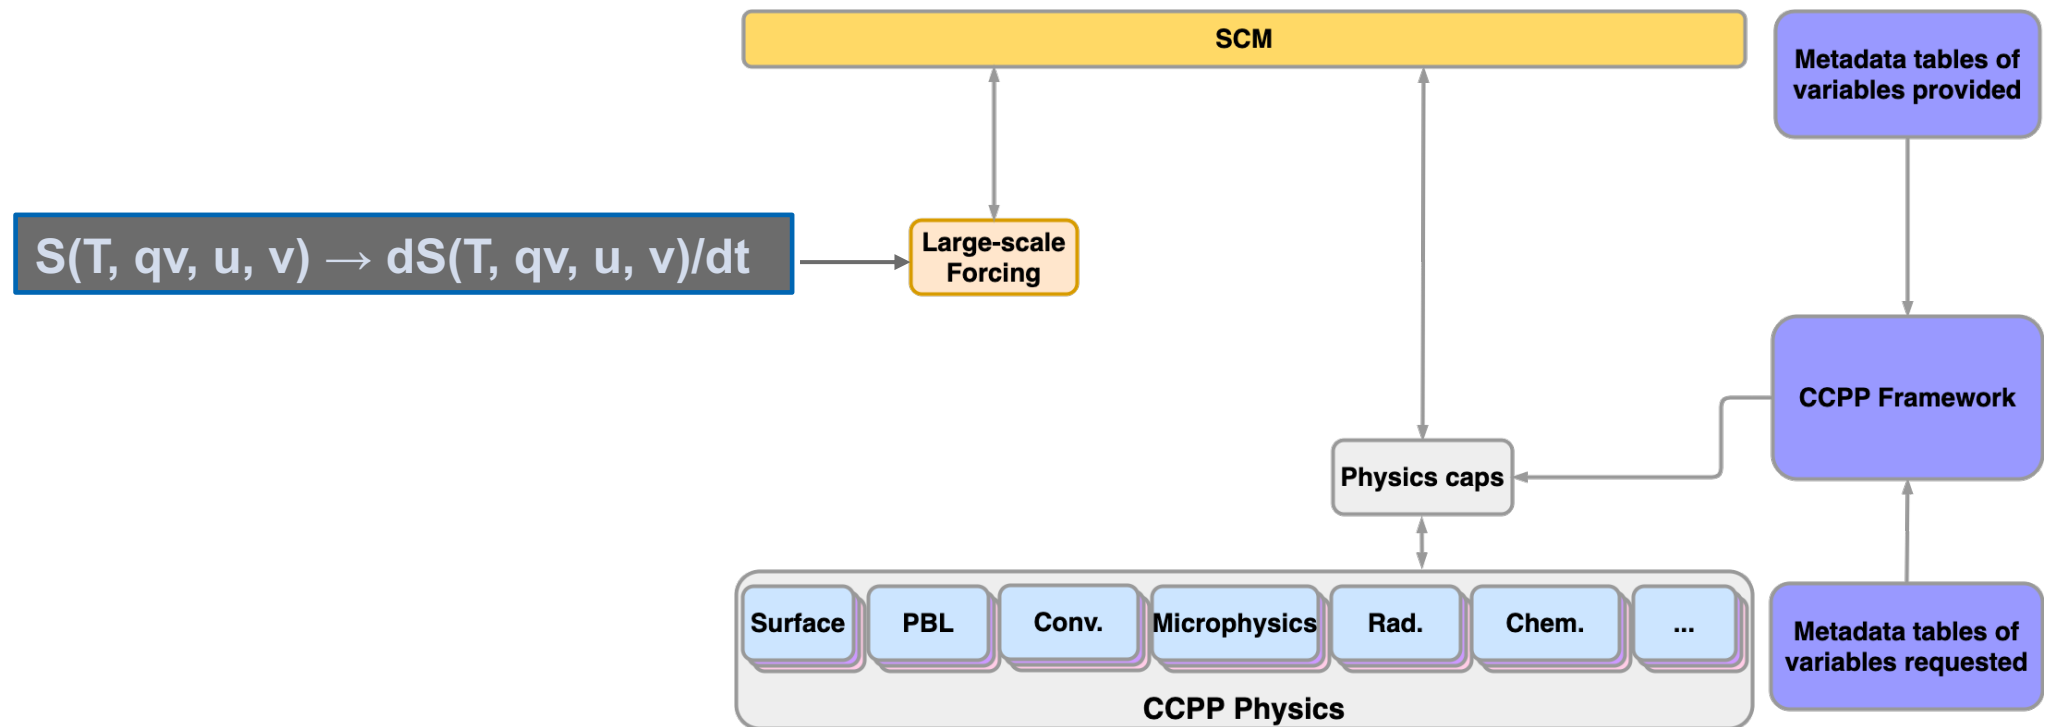 SCM
Metadata tables of
variables provided
S(T, qv, u, v) → dS(T, qv, u, v)/dt
Large-scale
Forcing
CCPP Framework
Physics caps
Surface
PBL
Conv.
Microphysics
Rad.
Chem.
...
Metadata tables of
variables requested
CCPP Physics